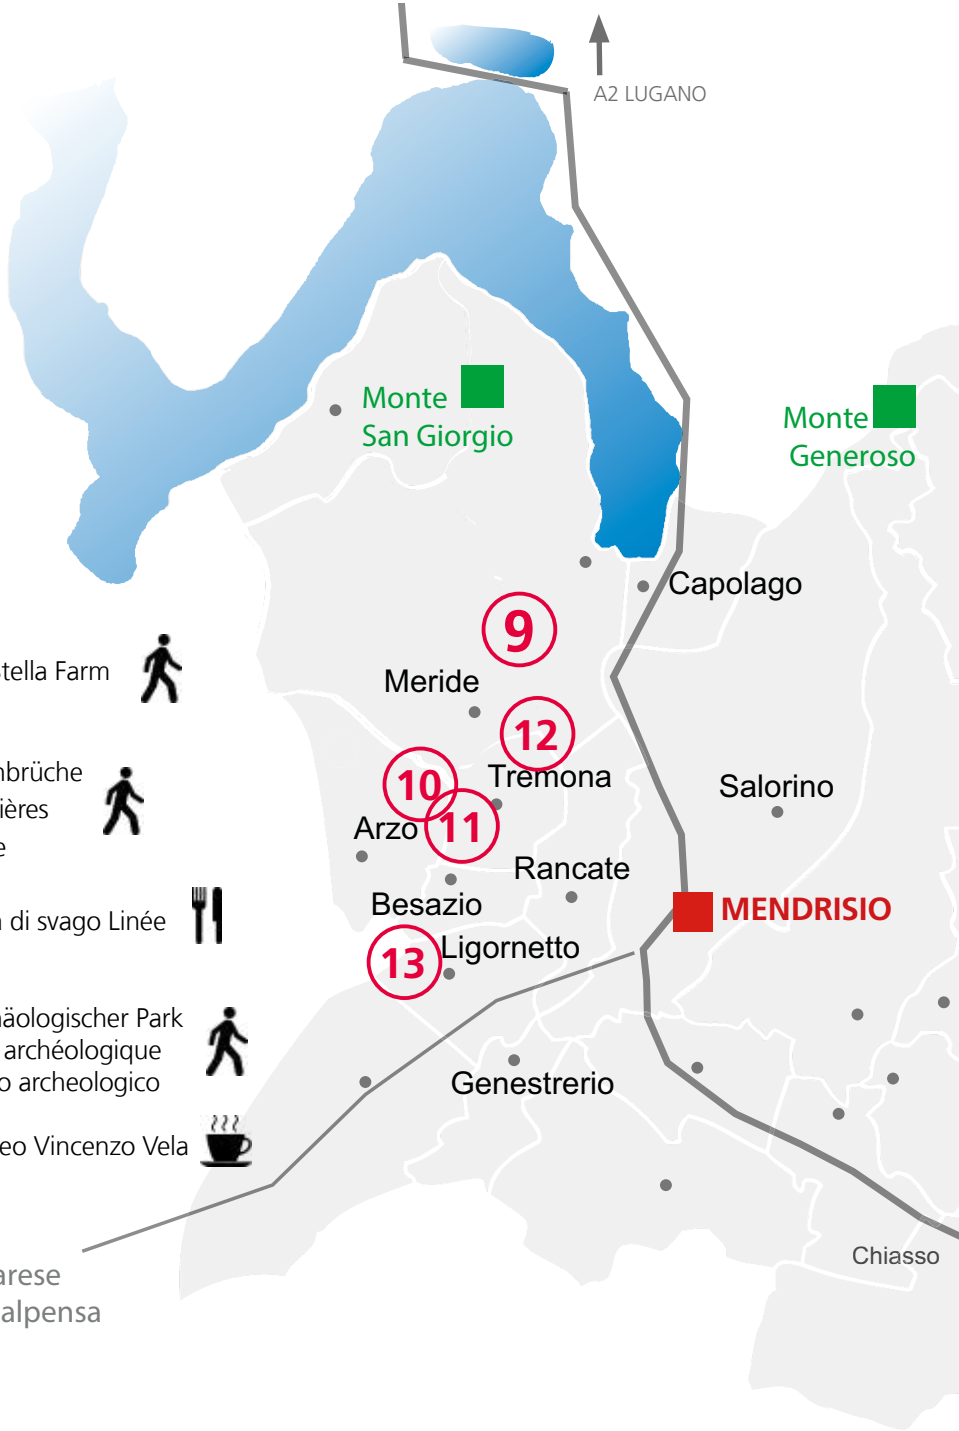 A2 LUGANO
Monte
San Giorgio
Monte
Generoso
Capolago
9
Stella Farm
Meride
12
nbrüche
10
Tremona
Salorino
ières
11
Arzo
e
Rancate
Besazio
MENDRISIO
di svago Linée
Ligornetto
13
äologischer Park
archéologique
o archeologico
Genestrerio
eo Vincenzo Vela
Chiasso
arese
alpensa